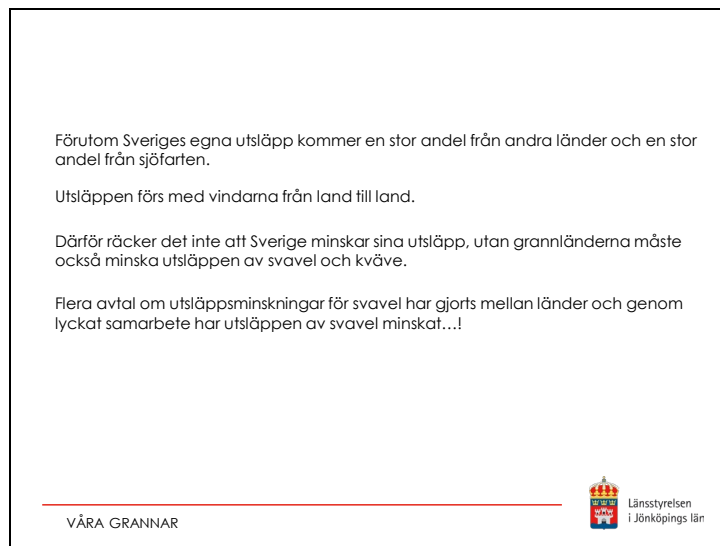 Förutom Sveriges egna utsläpp kommer en stor andel från andra länder och en stor
andel från sjöfarten.
Utsläppen förs med vindarna från land till land.
Därför räcker det inte att Sverige minskar sina utsläpp, utan grannländerna måste
också minska utsläppen av svavel och kväve.
Flera avtal om utsläppsminskningar för svavel har gjorts mellan länder och genom
lyckat samarbete har utsläppen av svavel minskat...!
VÅRA GRANNAR
Länsstyrelsen
i Jönköpings län